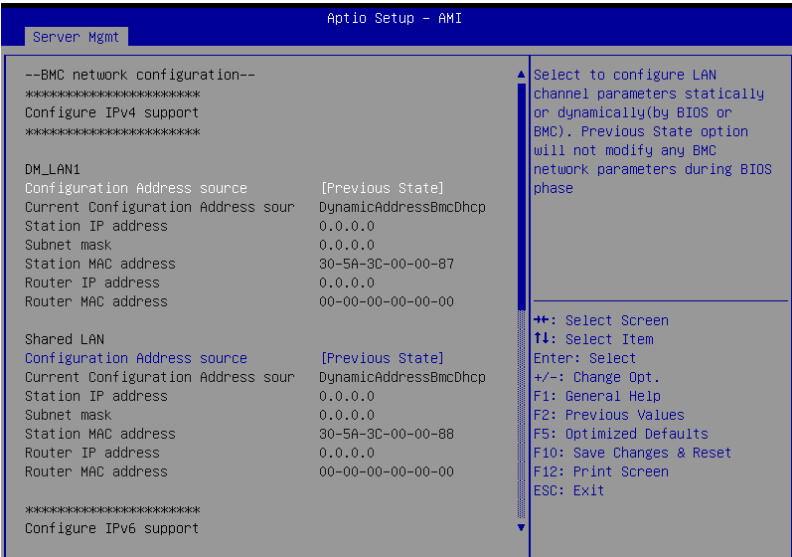 Aptio Setup – AMI
Server Mgmt
--BMC network configuration--
************************
Configure IPv4 support
************************
DM_LAN1
Configuration Address source [Previous State]
Current Configuration Address sour DynamicAddressBmcDhcp
Station IP address 0.0.0.0
Subnet mask 0.0.0.0
Station MAC address 30-5A-3C-00-00-87
Router IP address 0.0.0.0
Router MAC address 00-00-00-00-00-00
Shared LAN
Configuration Address source [Previous State]
Current Configuration Address sour DynamicAddressBmcDhcp
Station IP address 0.0.0.0
Subnet mask 0.0.0.0
Station MAC address 30-5A-3C-00-00-88
Router IP address 0.0.0.0
Router MAC address 00-00-00-00-00-00
************************
Configure IPv6 support
Select to configure LAN
channel parameters statically
or dynamically(by BIOS or
BMC). Previous State option
will not modify any BMC
network parameters during BIOS
phase
→←: Select Screen
↑↓: Select Item
Enter: Select
+/-: Change Opt.
F1: General Help
F2: Previous Values
F5: Optimized Defaults
F10: Save Changes & Reset
F12: Print Screen
ESC: Exit